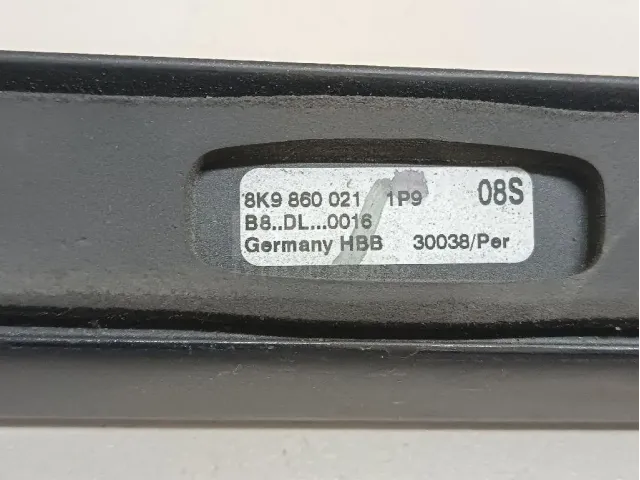 8K9 860 021 1P9 08S
B8..DL...0016
Germany HBB 30038/Per